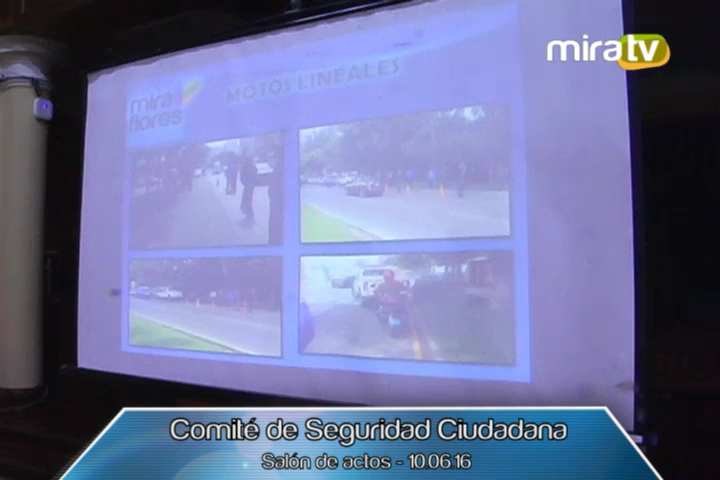 miratv
mira
flores
MOTOS LINEALES
Comité de Seguridad Ciudadana
Salón de actos - 10.06.16